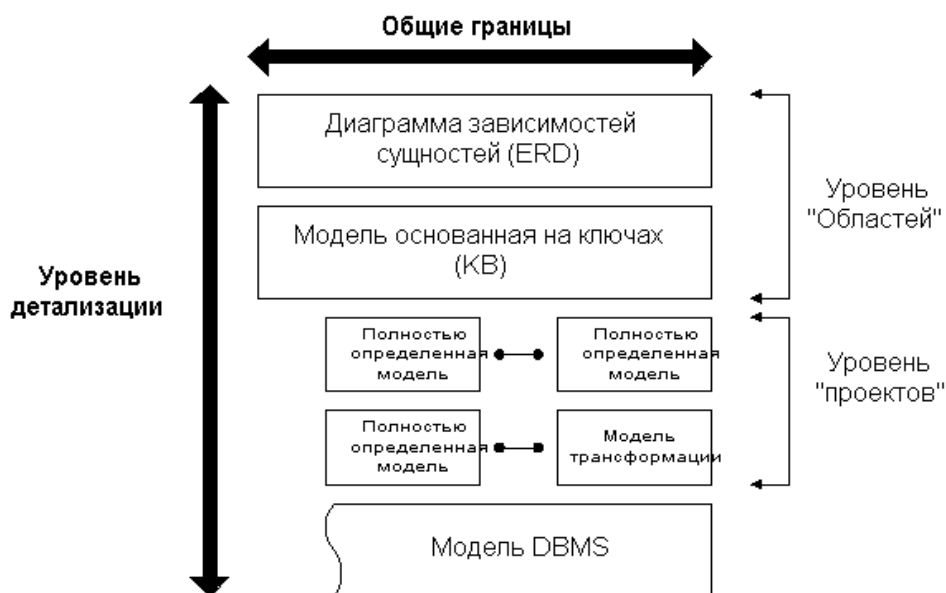 Общие границы
Диаграмма зависимостей
сущностей (ERD)
Модель основанная на ключах
(KB)
Уровень
"Областей"
Уровень
детализации
Полностью
определенная
модель
Полностью
определенная
модель
Уровень
"проектов"
Полностью
определенная
модель
Модель
трансформации
Модель DBMS